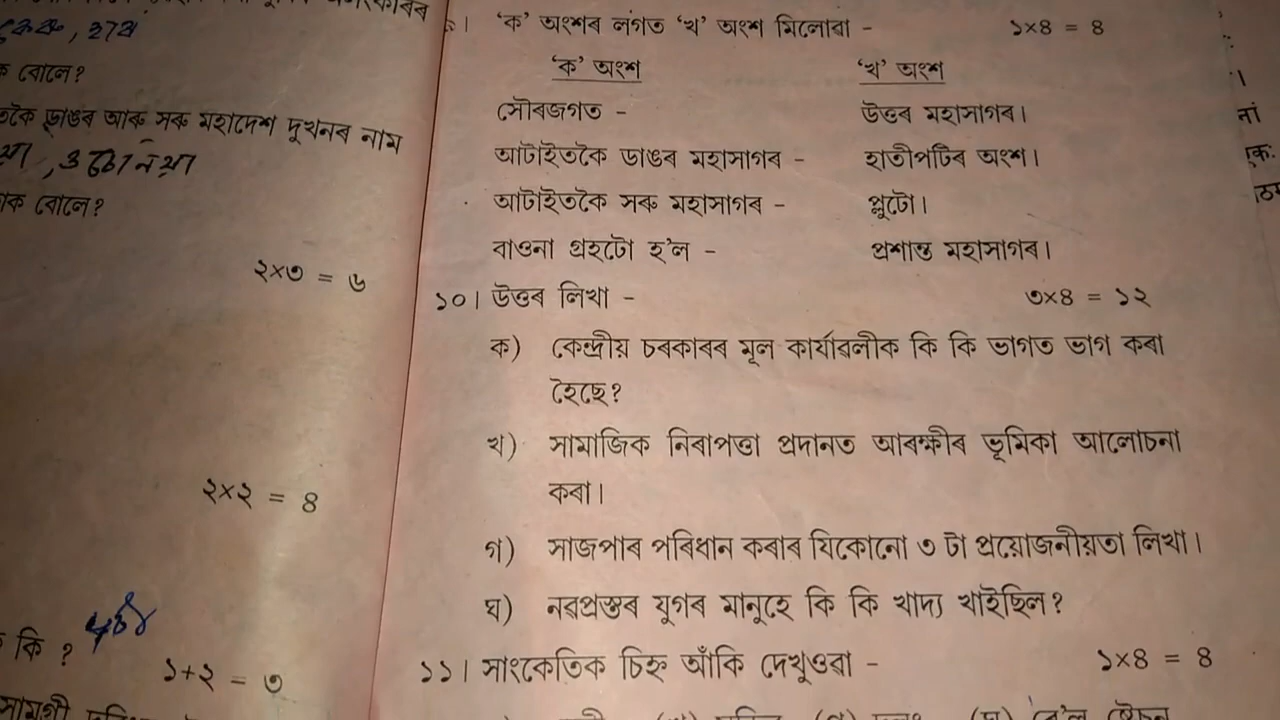 ক বোলে?
তকৈ ডাঙৰ আৰু সৰু মহাদেশ দুখনৰ নাম
াক বোলে?
২×৩ = ৬
২×২ = ৪
কি ?
১+২ = ৩
৯। ‘ক’ অংশৰ লগত ‘খ’ অংশ মিলোৱা - ১×৪ = ৪
‘ক’ অংশ ‘খ’ অংশ
সৌৰজগত - উত্তৰ মহাসাগৰ।
আটাইতকৈ ডাঙৰ মহাসাগৰ - হাতীপটিৰ অংশ।
আটাইতকৈ সৰু মহাসাগৰ - প্লুটো।
বাওনা গ্ৰহটো হ’ল - প্ৰশান্ত মহাসাগৰ।
১০। উত্তৰ লিখা - ৩×৪ = ১২
ক) কেন্দ্ৰীয় চৰকাৰৰ মূল কাৰ্যাৱলীক কি কি ভাগত ভাগ কৰা
হৈছে?
খ) সামাজিক নিৰাপত্তা প্ৰদানত আৰক্ষীৰ ভূমিকা আলোচনা
কৰা।
গ) সাজপাৰ পৰিধান কৰাৰ যিকোনো ৩ টা প্ৰয়োজনীয়তা লিখা।
ঘ) নৱপ্ৰস্তৰ যুগৰ মানুহে কি কি খাদ্য খাইছিল?
১১। সাংকেতিক চিহ্ন আঁকি দেখুওৱা - ১×৪ = ৪